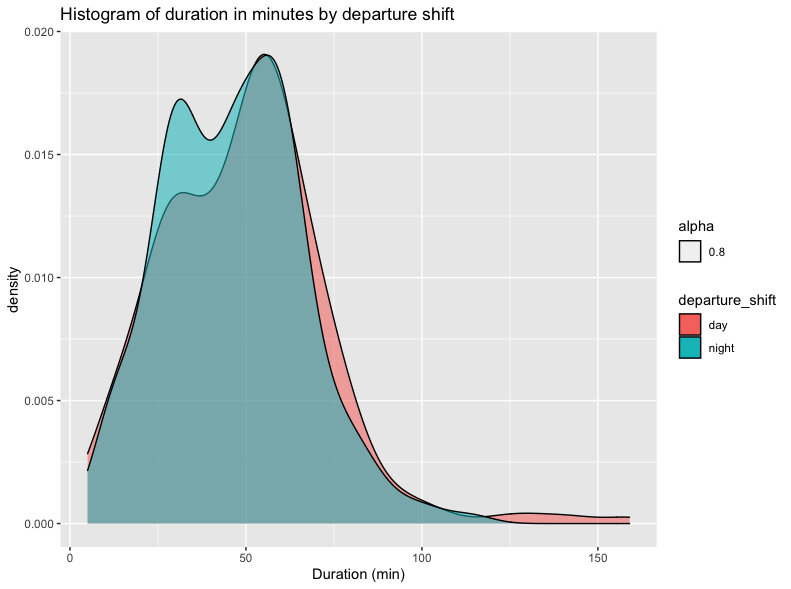 Histogram of duration in minutes by departure shift
0.020
0.015
0.010
0.005
0.000
density
0
50
100
150
Duration (min)
alpha
0.8
departure_shift
day
night